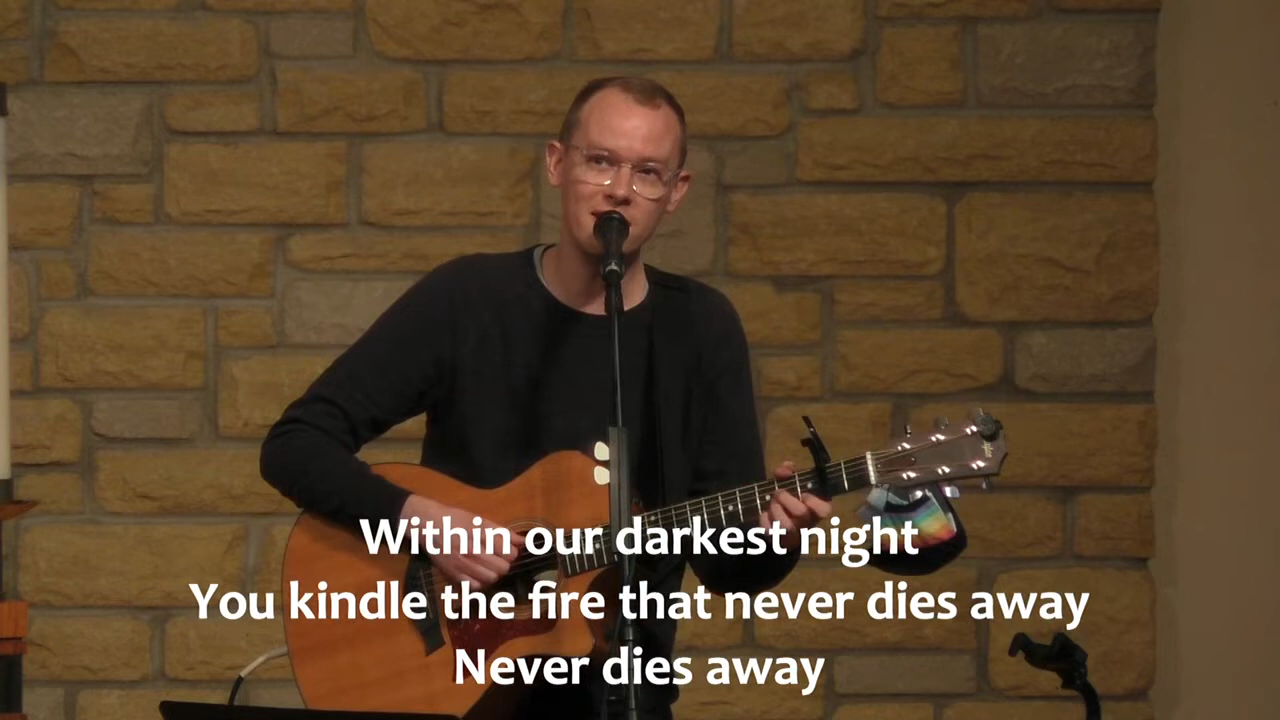 Within our darkest night
You kindle the fire that never dies away
Never dies away